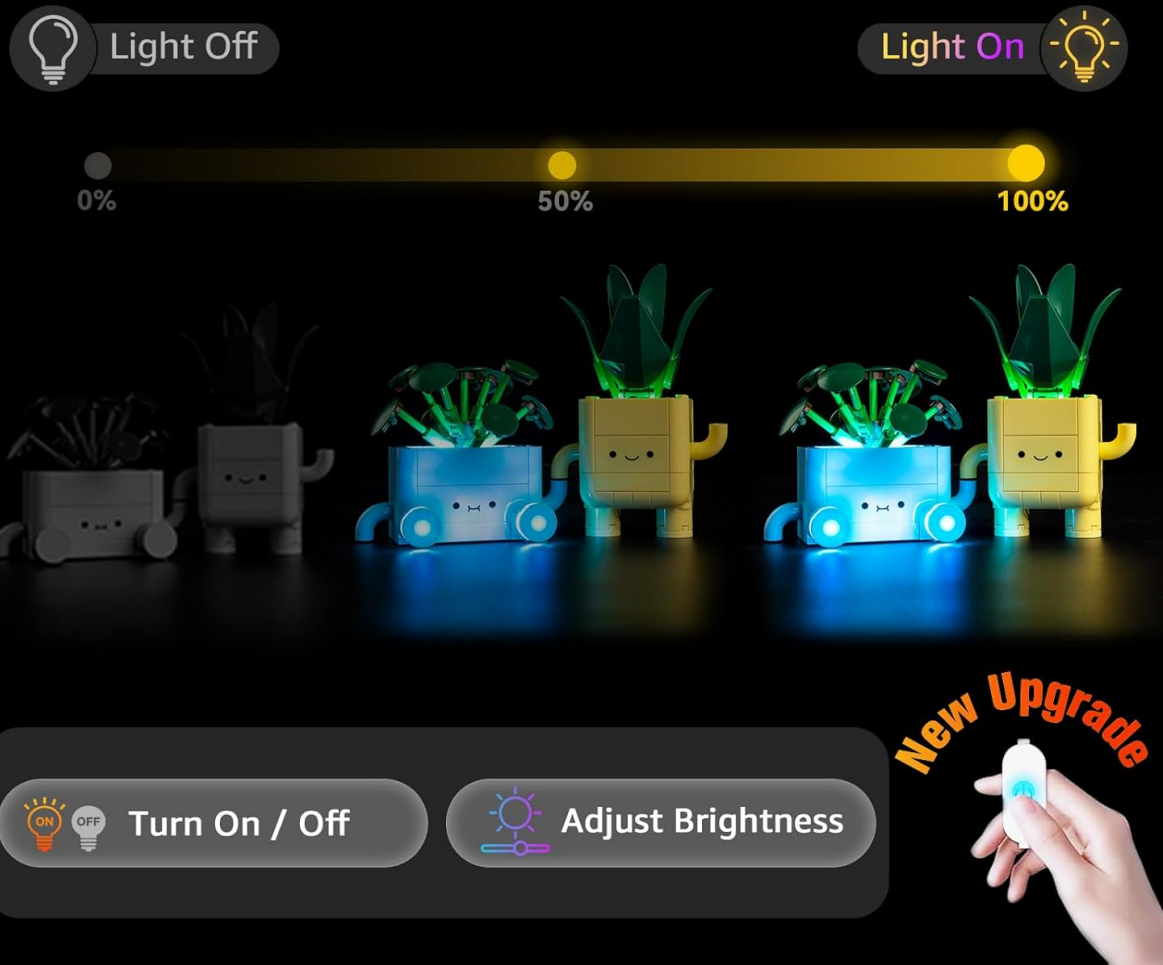 Light Off
Light On
0%
50%
100%
New Upgrade
ON
OFF
Turn On / Off
Adjust Brightness